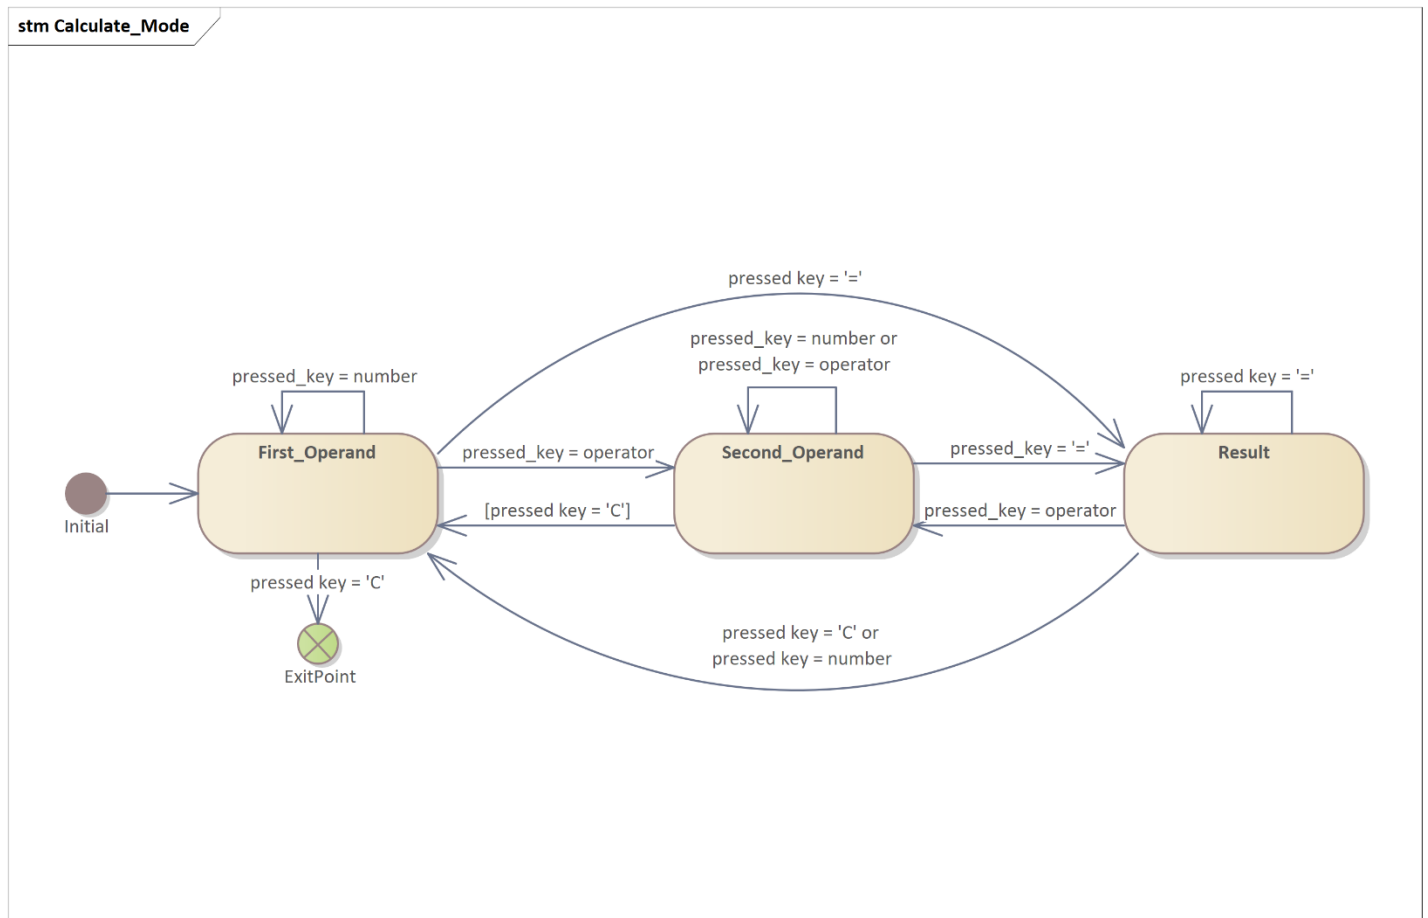 stm Calculate_Mode
pressed key = '='
pressed_key = number or
pressed_key = operator
pressed_key = number
pressed key = '='
First_Operand
pressed_key = operator
Second_Operand
pressed_key = '='
Result
Initial
[pressed key = 'C']
pressed_key = operator
pressed key = 'C'
ExitPoint
pressed key = 'C' or
pressed key = number